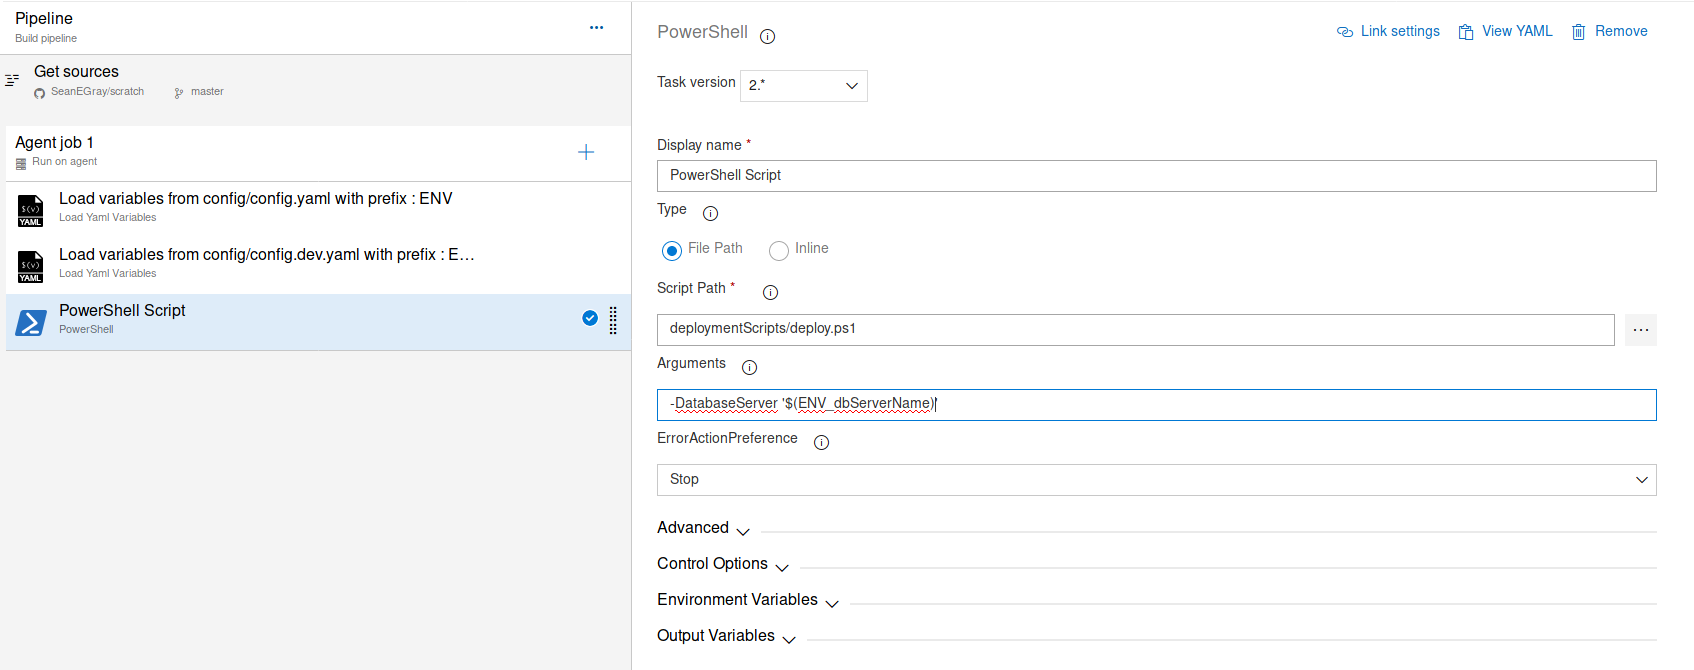 Pipeline
Build pipeline
...
Get sources
SeanEGray/scratch master
Agent job 1
Run on agent
$(v)
YAML
Load variables from config/config.yaml with prefix : ENV
Load Yaml Variables
$(v)
YAML
Load variables from config/config.dev.yaml with prefix : E...
Load Yaml Variables
PowerShell Script
PowerShell
PowerShell
Link settings View YAML Remove
Task version 2.*
Display name *
PowerShell Script
Type
File Path Inline
Script Path *
deploymentScripts/deploy.ps1
...
Arguments
-DatabaseServer '$(ENV_dbServerName)'
ErrorActionPreference
Stop
Advanced
Control Options
Environment Variables
Output Variables